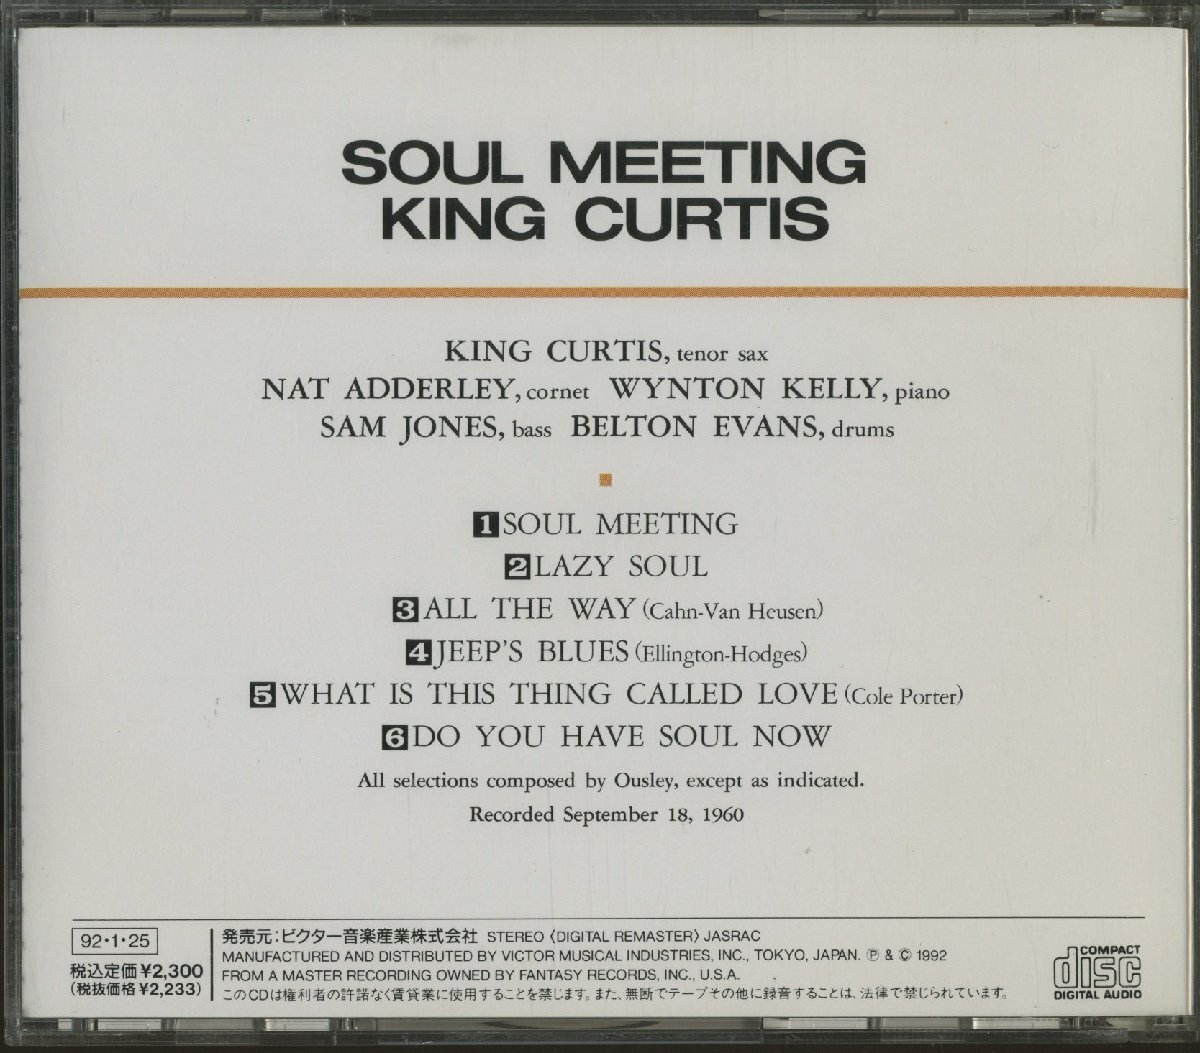 SOUL MEETING
KING CURTIS
KING CURTIS, tenor sax
NAT ADDERLEY, cornet WYNTON KELLY, piano
SAM JONES, bass BELTON EVANS, drums
1 SOUL MEETING
2 LAZY SOUL
3 ALL THE WAY (Cahn-Van Heusen)
4 JEEP'S BLUES (Ellington-Hodges)
5 WHAT IS THIS THING CALLED LOVE (Cole Porter)
6 DO YOU HAVE SOUL NOW
All selections composed by Ousley, except as indicated.
Recorded September 18, 1960
92・1・25
税込定価¥2,300
(税抜価格¥2,233)
発売元:ビクター音楽産業株式会社 STEREO 〈DIGITAL REMASTER〉 JASRAC
MANUFACTURED AND DISTRIBUTED BY VICTOR MUSICAL INDUSTRIES, INC., TOKYO, JAPAN. ℗ & © 1992
FROM A MASTER RECORDING OWNED BY FANTASY RECORDS, INC., U.S.A.
このCDは権利者の許諾なく賃貸業に使用することを禁じます。また、無断でテープその他に録音することは、法律で禁じられています。
COMPACT
disc
DIGITAL AUDIO